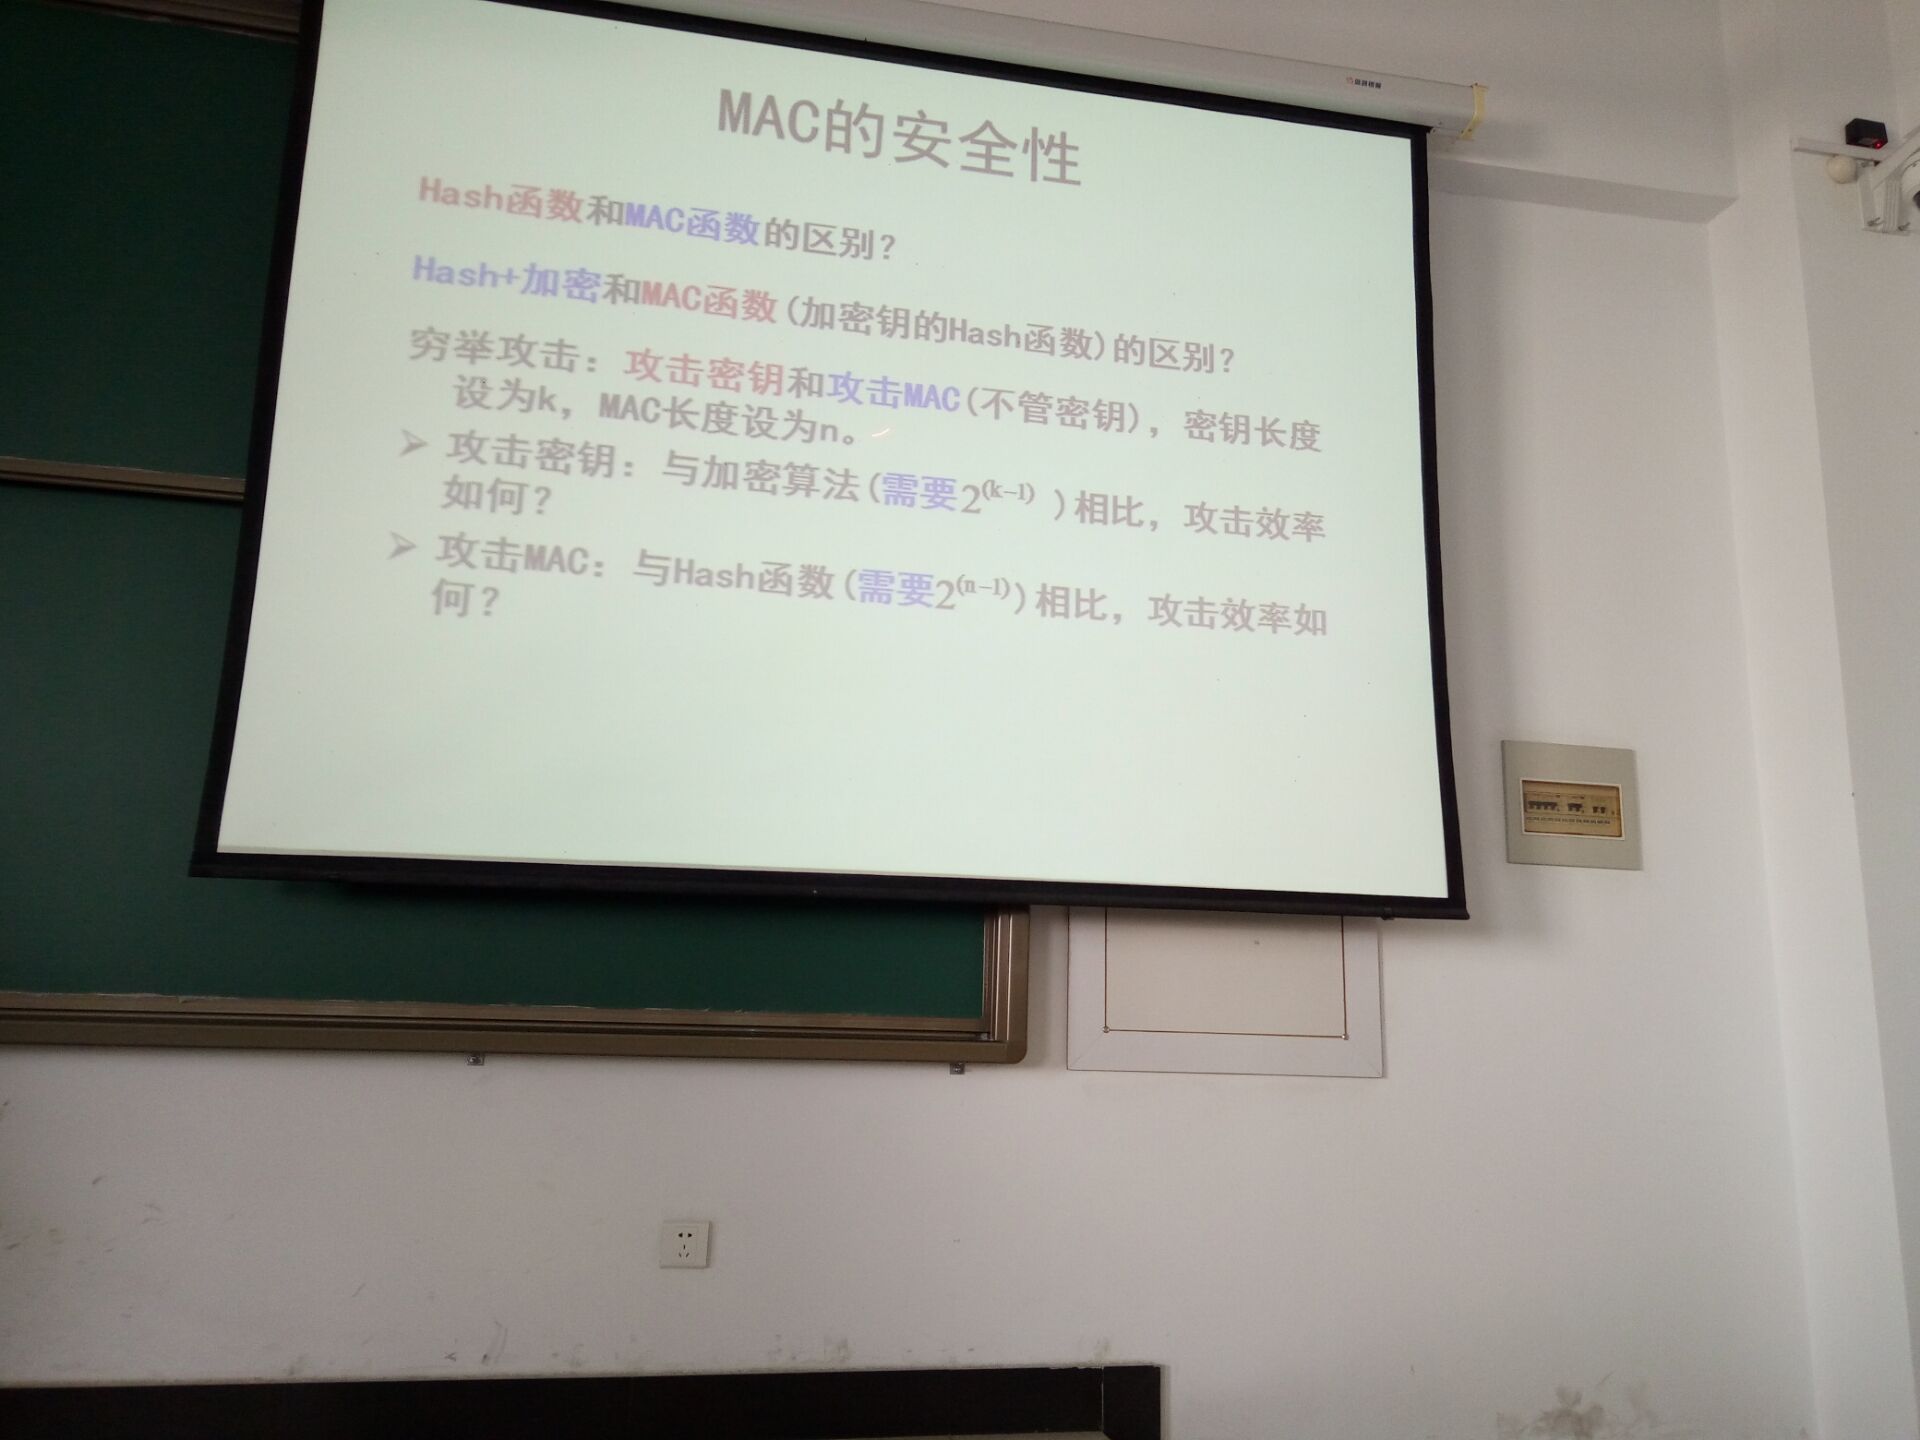 MAC的安全性
Hash函数和MAC函数的区别？
Hash+加密和MAC函数(加密钥的Hash函数)的区别？
穷举攻击：攻击密钥和攻击MAC(不管密钥)，密钥长度
设为k，MAC长度设为n。
➢ 攻击密钥：与加密算法(需要2^(k-1) )相比，攻击效率
如何？
➢ 攻击MAC：与Hash函数(需要2^(n-1))相比，攻击效率如
何？